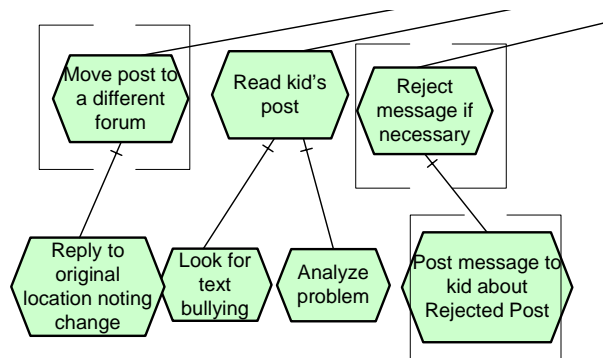 Move post to
a different
forum
Read kid's
post
Reject
message if
necessary
Reply to
original
location noting
change
Look for
text
bullying
Analyze
problem
Post message to
kid about
Rejected Post